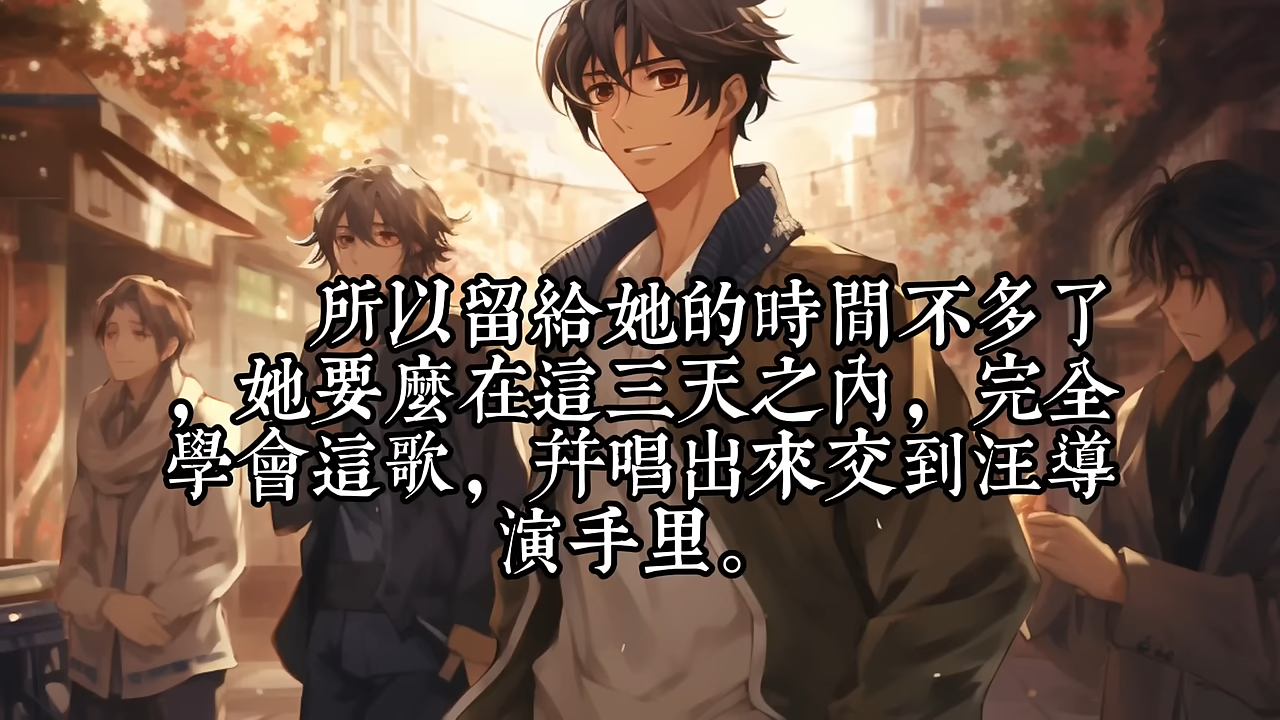 所以留給她的時間不多了
，她要麼在這三天之內，完全
學會這歌，并唱出來交到汪導
演手里。